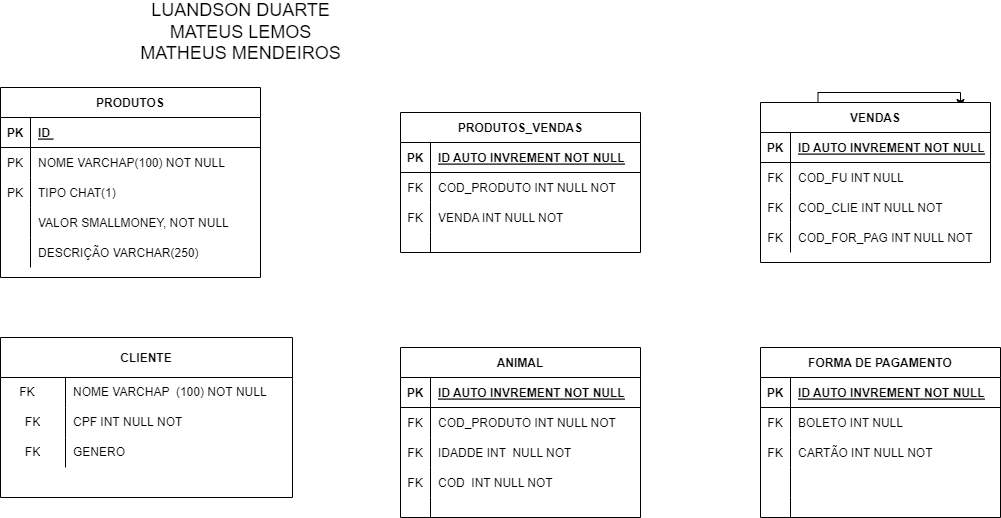 LUANDSON DUARTE
MATEUS LEMOS
MATHEUS MENDEIROS
PRODUTOS
PK ID
PK NOME VARCHAP(100) NOT NULL
PK TIPO CHAT(1)
VALOR SMALLMONEY, NOT NULL
DESCRIÇÃO VARCHAR(250)
PRODUTOS_VENDAS
PK ID AUTO INVREMENT NOT NULL
FK COD_PRODUTO INT NULL NOT
FK VENDA INT NULL NOT
VENDAS
PK ID AUTO INVREMENT NOT NULL
FK COD_FU INT NULL
FK COD_CLIE INT NULL NOT
FK COD_FOR_PAG INT NULL NOT
CLIENTE
FK NOME VARCHAP (100) NOT NULL
FK CPF INT NULL NOT
FK GENERO
ANIMAL
PK ID AUTO INVREMENT NOT NULL
FK COD_PRODUTO INT NULL NOT
FK IDADDE INT NULL NOT
FK COD INT NULL NOT
FORMA DE PAGAMENTO
PK ID AUTO INVREMENT NOT NULL
FK BOLETO INT NULL
FK CARTÃO INT NULL NOT